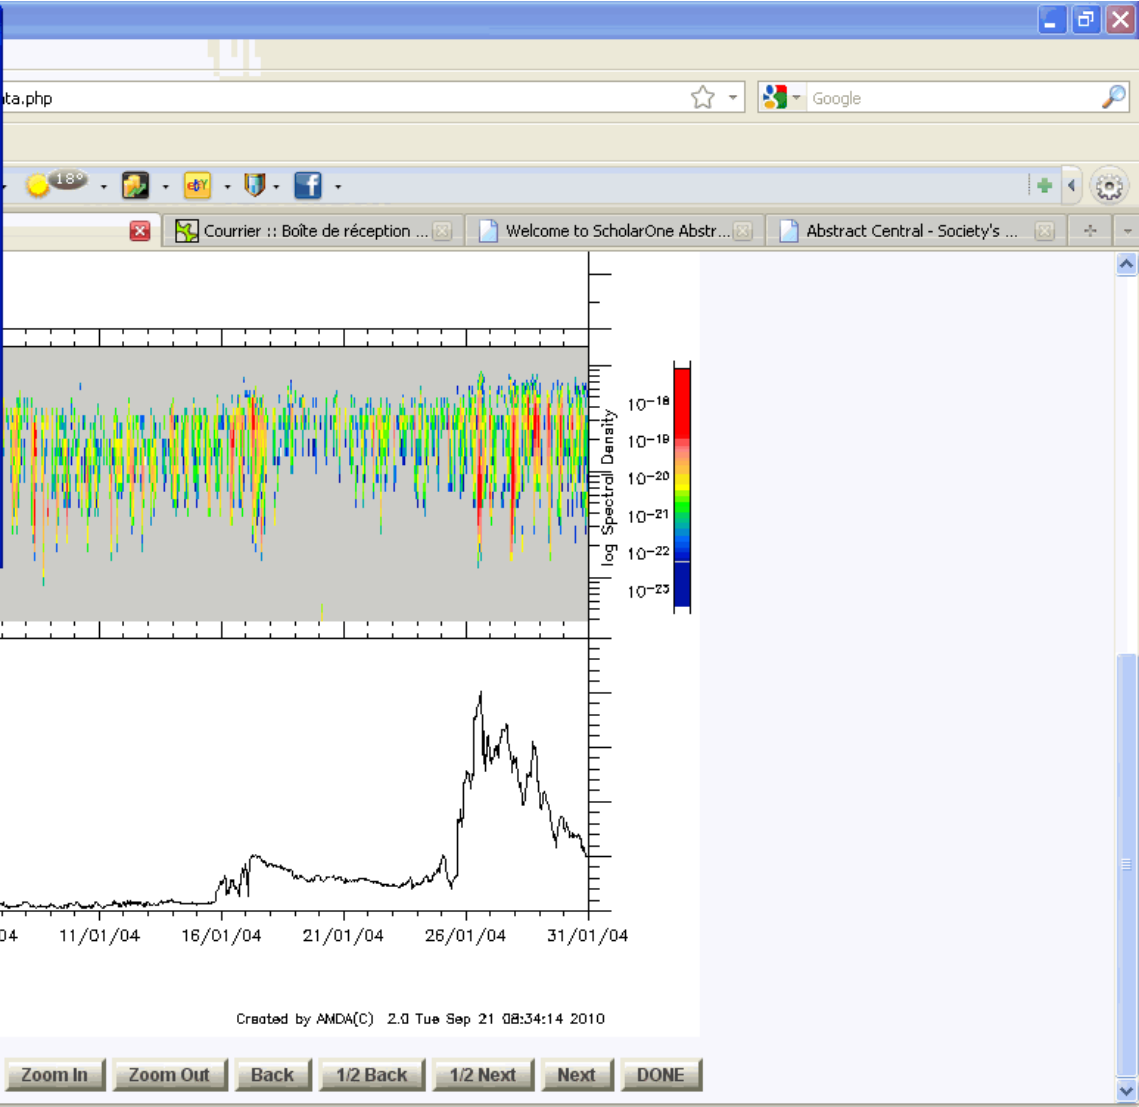 ata.php
Google
18°
ebY
f
Courrier :: Boîte de réception ...
Welcome to ScholarOne Abstr...
Abstract Central - Society's ...
log Spectral Density
10-18
10-19
10-20
10-21
10-22
10-23
04 11/01/04 16/01/04 21/01/04 26/01/04 31/01/04
Created by AMDA(C) 2.0 Tue Sep 21 08:34:14 2010
Zoom In Zoom Out Back 1/2 Back 1/2 Next Next DONE